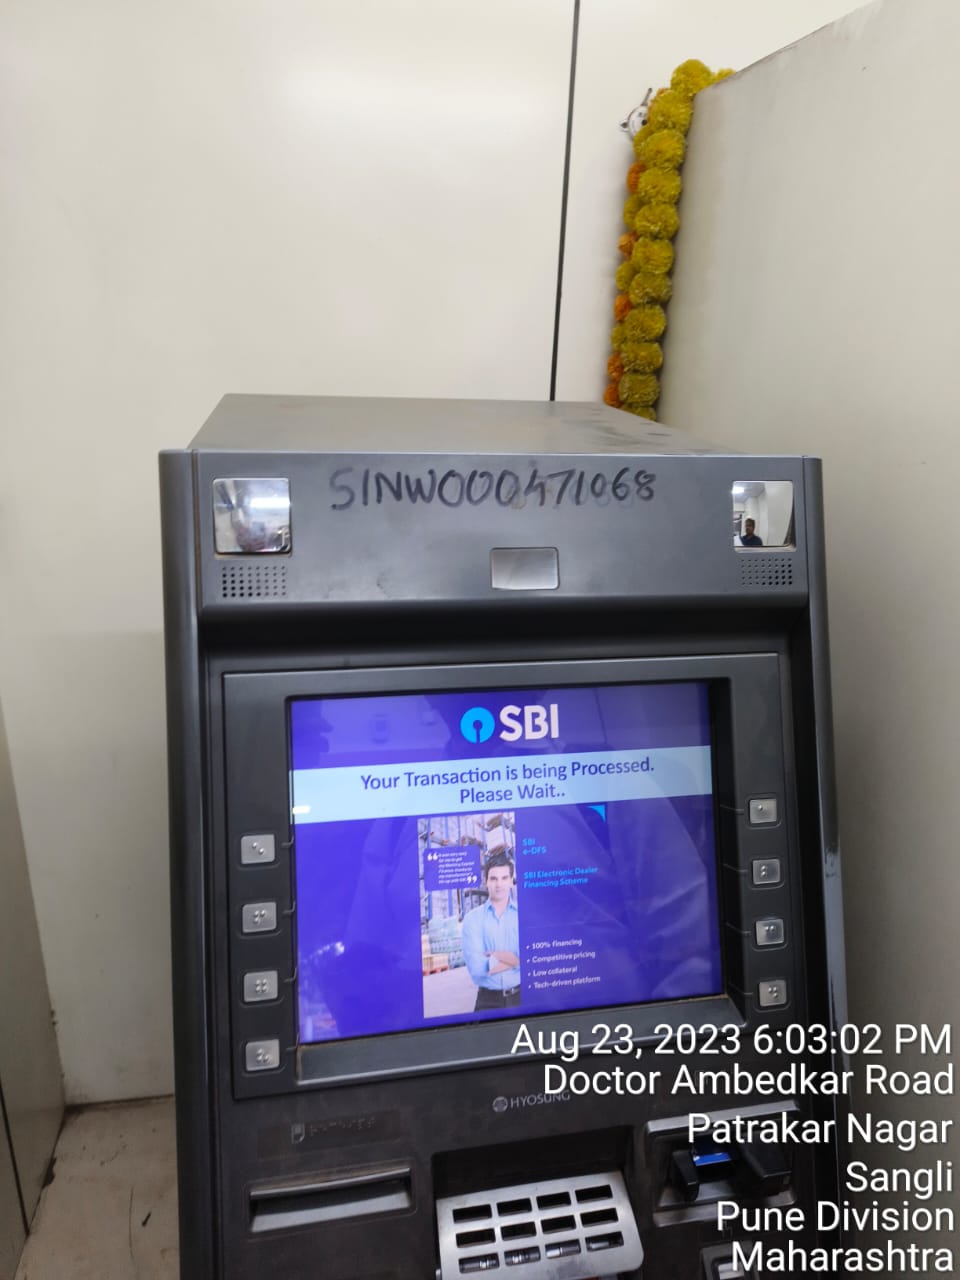 S1NW000471068
SBI
Your Transaction is being Processed.
Please Wait..
SBI
e-DFS
SBI Electronic Dealer
Financing Scheme
• 100% financing
• Competitive pricing
• Low collateral
• Tech-driven platform
HYOSUNG
Aug 23, 2023 6:03:02 PM
Doctor Ambedkar Road
Patrakar Nagar
Sangli
Pune Division
Maharashtra